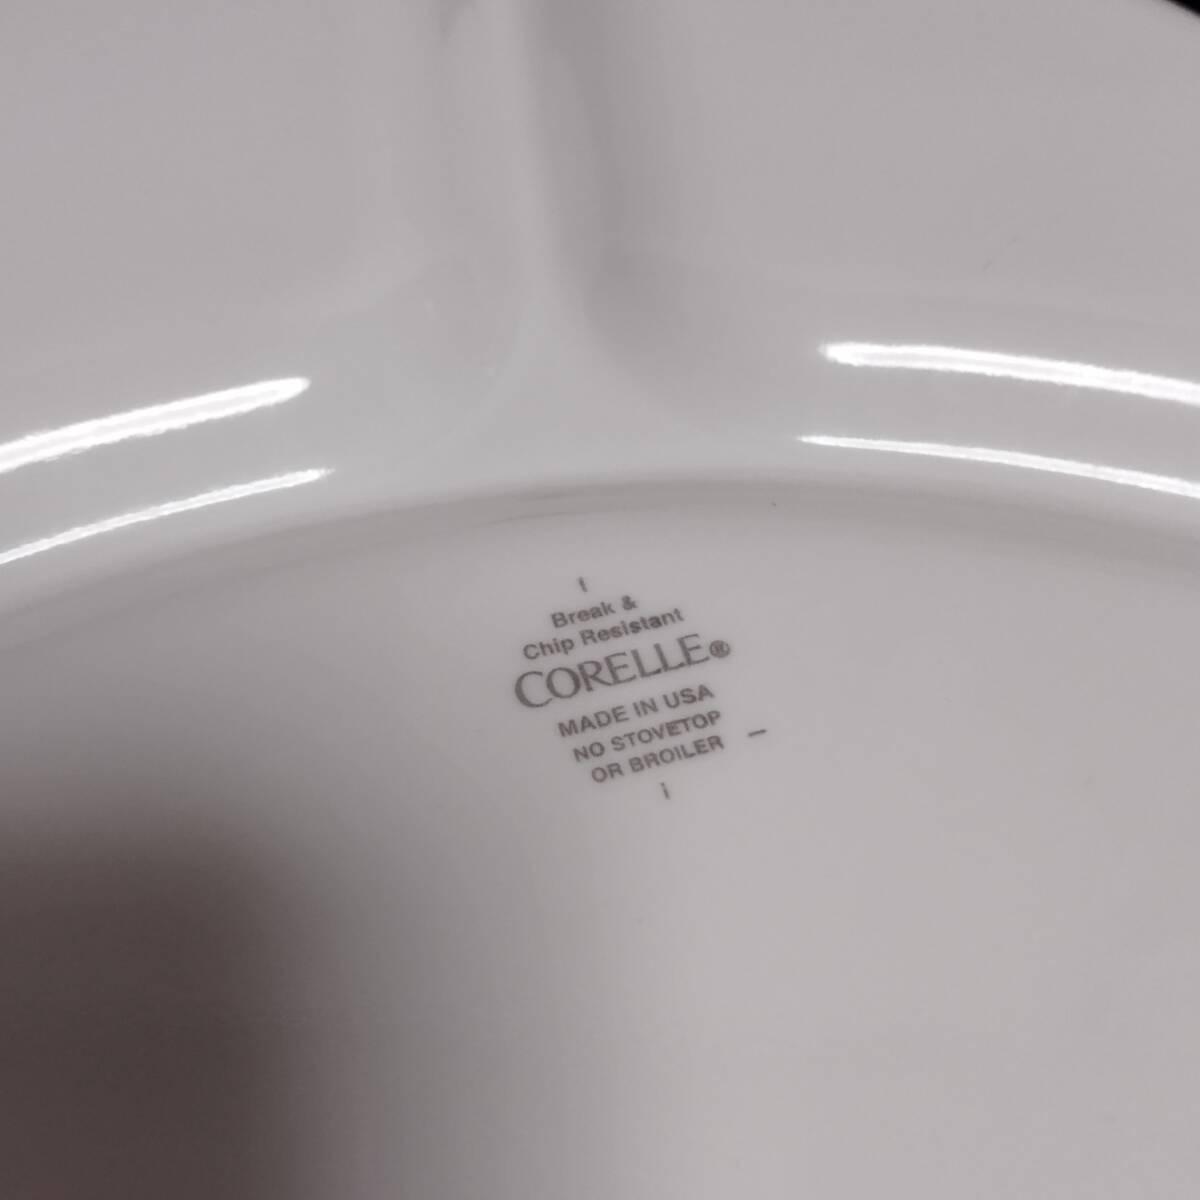 Break &
Chip Resistant
CORELLE®
MADE IN USA
NO STOVETOP
OR BROILER